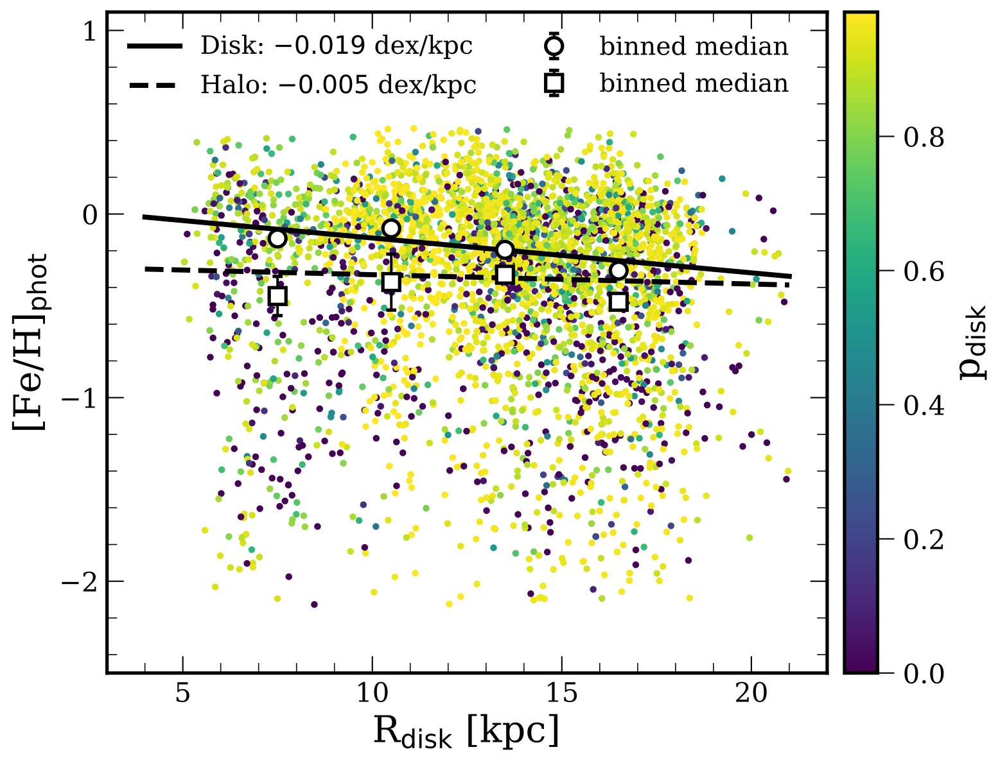 Disk: −0.019 dex/kpc
Halo: −0.005 dex/kpc
binned median
binned median
1
0
−1
−2
[Fe/H]phot
5
10
15
20
Rdisk [kpc]
0.8
0.6
0.4
0.2
0.0
pdisk